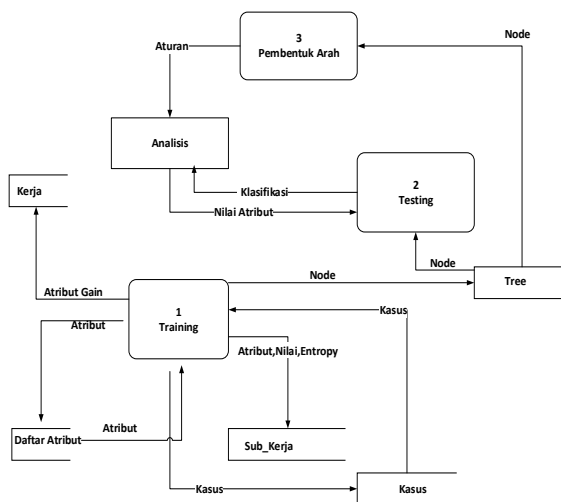 3
Pembentuk Arah
Node
Aturan
Analisis
Kerja
Klasifikasi
2
Testing
Nilai Atribut
Node
Node
Tree
Atribut Gain
1
Training
Kasus
Atribut
Atribut,Nilai,Entropy
Daftar Atribut
Atribut
Sub_Kerja
Kasus
Kasus